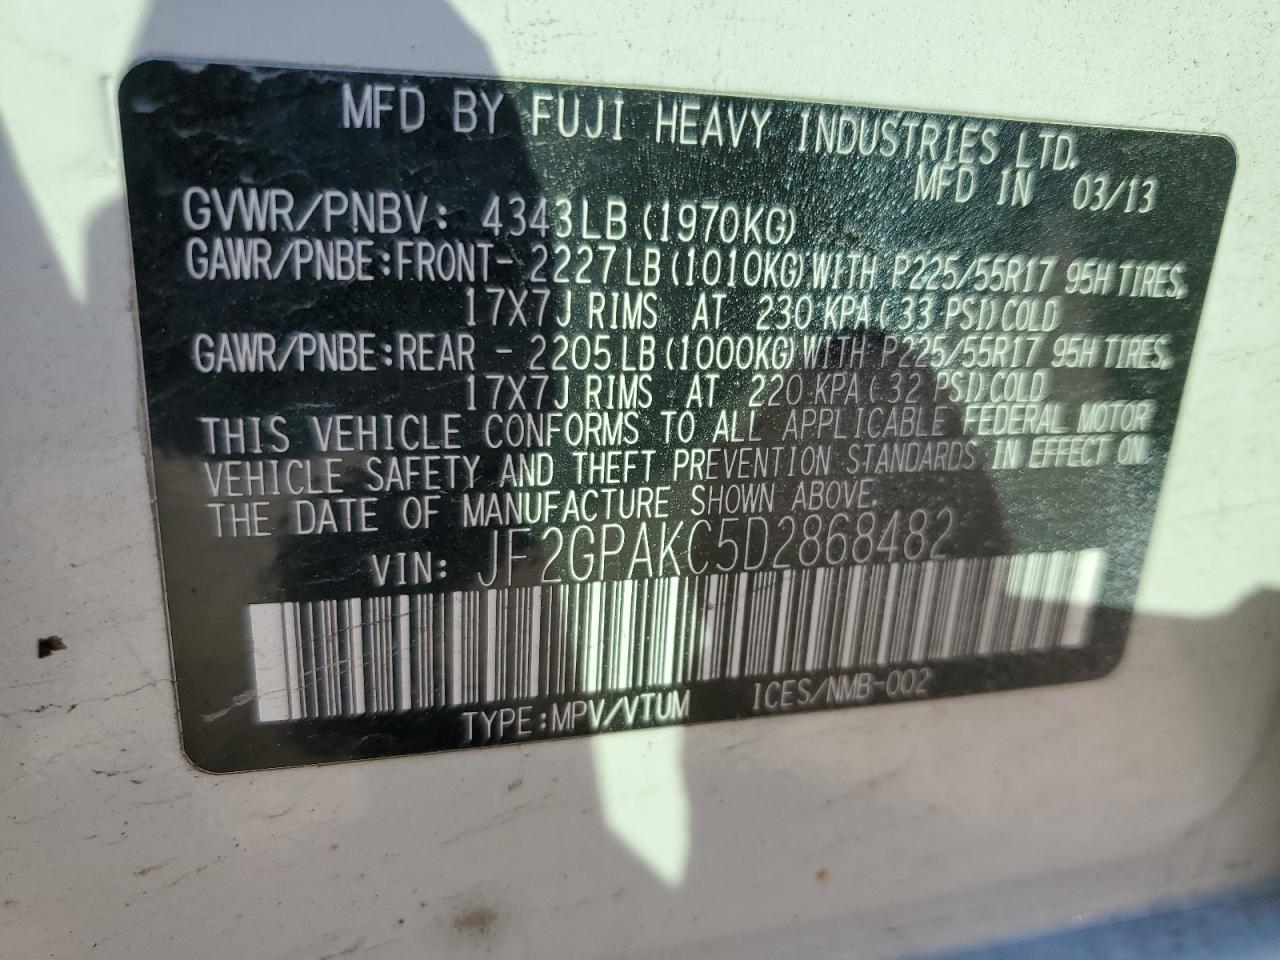 MFD BY FUJI HEAVY INDUSTRIES LTD.
MFD IN 03/13
GVWR/PNBV: 4343LB (1970KG)
GAWR/PNBE:FRONT- 2227LB (1010KG) WITH P225/55R17 95H TIRES,
17X7J RIMS AT 230 KPA ( 33 PSI) COLD
GAWR/PNBE:REAR - 2205LB (1000KG) WITH P225/55R17 95H TIRES,
17X7J RIMS AT 220 KPA ( 32 PSI) COLD
THIS VEHICLE CONFORMS TO ALL APPLICABLE FEDERAL MOTOR
VEHICLE SAFETY AND THEFT PREVENTION STANDARDS IN EFFECT ON
THE DATE OF MANUFACTURE SHOWN ABOVE.
VIN: JF2GPAKC5D2868482
TYPE:MPV/VTUM ICES/NMB-002